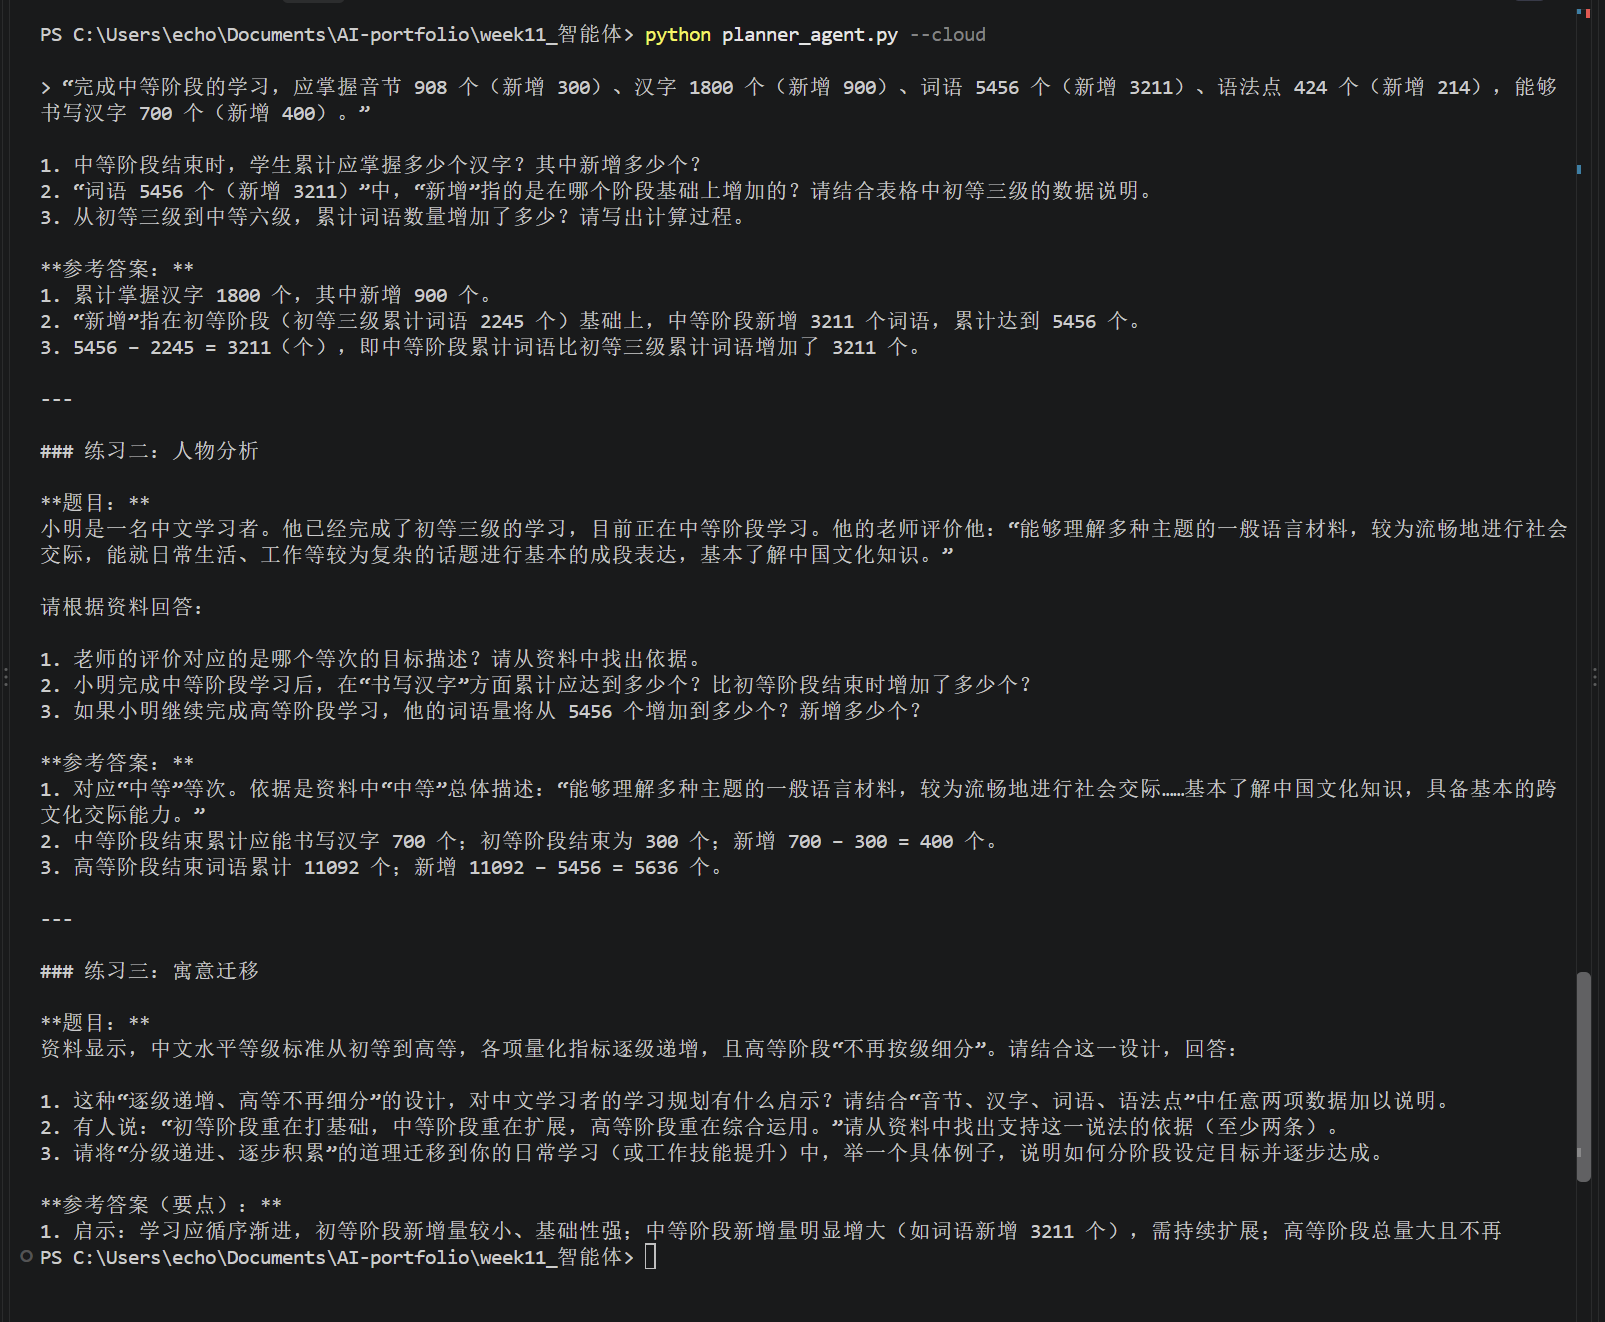 PS C:\Users\echo\Documents\AI-portfolio\week11_智能体> python planner_agent.py --cloud
> “完成中等阶段的学习，应掌握音节 908 个（新增 300）、汉字 1800 个（新增 900）、词语 5456 个（新增 3211）、语法点 424 个（新增 214），能够
书写汉字 700 个（新增 400）。”
1. 中等阶段结束时，学生累计应掌握多少个汉字？其中新增多少个？
2. “词语 5456 个（新增 3211）”中，“新增”指的是在哪个阶段基础上增加的？请结合表格中初等三级的数据说明。
3. 从初等三级到中等六级，累计词语数量增加了多少？请写出计算过程。
**参考答案：**
1. 累计掌握汉字 1800 个，其中新增 900 个。
2. “新增”指在初等阶段（初等三级累计词语 2245 个）基础上，中等阶段新增 3211 个词语，累计达到 5456 个。
3. 5456 − 2245 = 3211（个），即中等阶段累计词语比初等三级累计词语增加了 3211 个。
---
### 练习二：人物分析
**题目：**
小明是一名中文学习者。他已经完成了初等三级的学习，目前正在中等阶段学习。他的老师评价他：“能够理解多种主题的一般语言材料，较为流畅地进行社会
交际，能就日常生活、工作等较为复杂的话题进行基本的成段表达，基本了解中国文化知识。”
请根据资料回答：
1. 老师的评价对应的是哪个等次的目标描述？请从资料中找出依据。
2. 小明完成中等阶段学习后，在“书写汉字”方面累计应达到多少个？比初等阶段结束时增加了多少个？
3. 如果小明继续完成高等阶段学习，他的词语量将从 5456 个增加到多少个？新增多少个？
**参考答案：**
1. 对应“中等”等次。依据是资料中“中等”总体描述：“能够理解多种主题的一般语言材料，较为流畅地进行社会交际……基本了解中国文化知识，具备基本的跨
文化交际能力。”
2. 中等阶段结束累计应能书写汉字 700 个；初等阶段结束为 300 个；新增 700 − 300 = 400 个。
3. 高等阶段结束词语累计 11092 个；新增 11092 − 5456 = 5636 个。
---
### 练习三：寓意迁移
**题目：**
资料显示，中文水平等级标准从初等到高等，各项量化指标逐级递增，且高等阶段“不再按级细分”。请结合这一设计，回答：
1. 这种“逐级递增、高等不再细分”的设计，对中文学习者的学习规划有什么启示？请结合“音节、汉字、词语、语法点”中任意两项数据加以说明。
2. 有人说：“初等阶段重在打基础，中等阶段重在扩展，高等阶段重在综合运用。”请从资料中找出支持这一说法的依据（至少两条）。
3. 请将“分级递进、逐步积累”的道理迁移到你的日常学习（或工作技能提升）中，举一个具体例子，说明如何分阶段设定目标并逐步达成。
**参考答案（要点）：**
1. 启示：学习应循序渐进，初等阶段新增量较小、基础性强；中等阶段新增量明显增大（如词语新增 3211 个），需持续扩展；高等阶段总量大且不再
PS C:\Users\echo\Documents\AI-portfolio\week11_智能体>